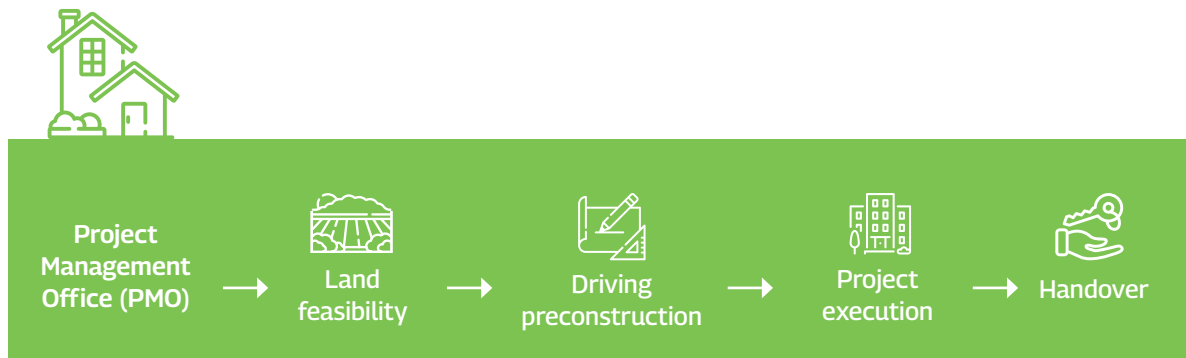 Project
Management
Office (PMO)
Land
feasibility
Driving
preconstruction
Project
execution
Handover